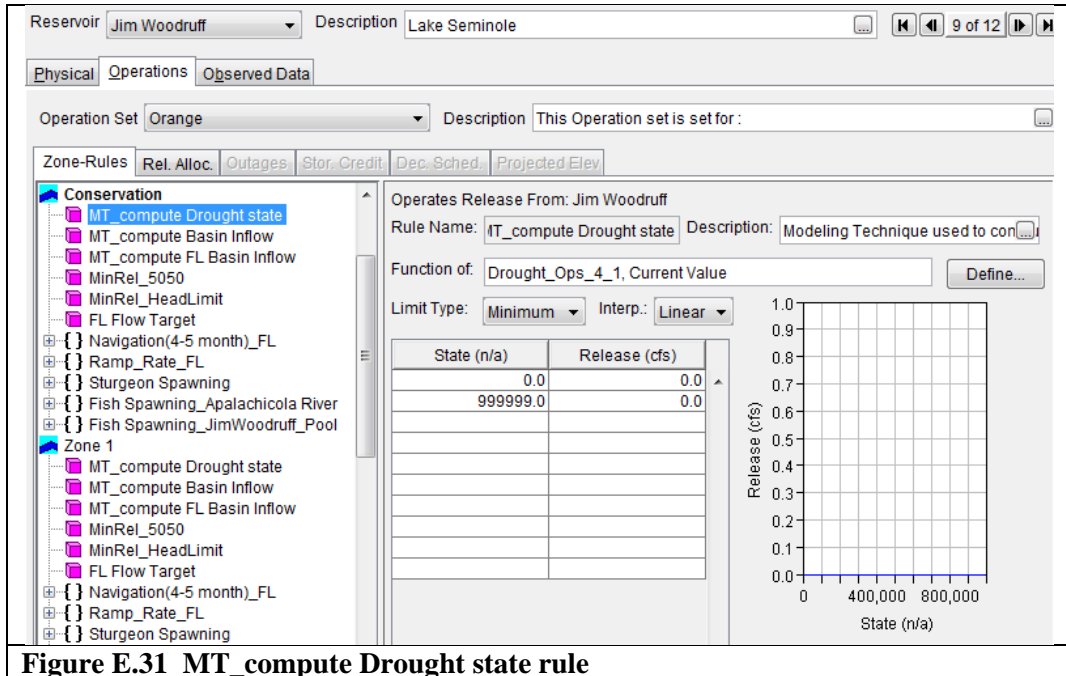 Reservoir Jim Woodruff Description Lake Seminole ... 9 of 12
Physical Operations Observed Data
Operation Set Orange Description This Operation set is set for : ...
Zone-Rules Rel. Alloc. Outages Stor. Credit Dec. Sched. Projected Elev
Conservation
MT_compute Drought state
MT_compute Basin Inflow
MT_compute FL Basin Inflow
MinRel_5050
MinRel_HeadLimit
FL Flow Target
{ } Navigation(4-5 month)_FL
{ } Ramp_Rate_FL
{ } Sturgeon Spawning
{ } Fish Spawning_Apalachicola River
{ } Fish Spawning_JimWoodruff_Pool
Zone 1
MT_compute Drought state
MT_compute Basin Inflow
MT_compute FL Basin Inflow
MinRel_5050
MinRel_HeadLimit
FL Flow Target
{ } Navigation(4-5 month)_FL
{ } Ramp_Rate_FL
{ } Sturgeon Spawning
Operates Release From: Jim Woodruff
Rule Name: MT_compute Drought state Description: Modeling Technique used to con ...
Function of: Drought_Ops_4_1, Current Value Define...
Limit Type: Minimum Interp.: Linear
State (n/a) Release (cfs)
0.0 0.0
999999.0 0.0
1.0
0.9
0.8
0.7
0.6
0.5
0.4
0.3
0.2
0.1
0.0
Release (cfs)
0 400,000 800,000
State (n/a)
Figure E.31 MT_compute Drought state rule